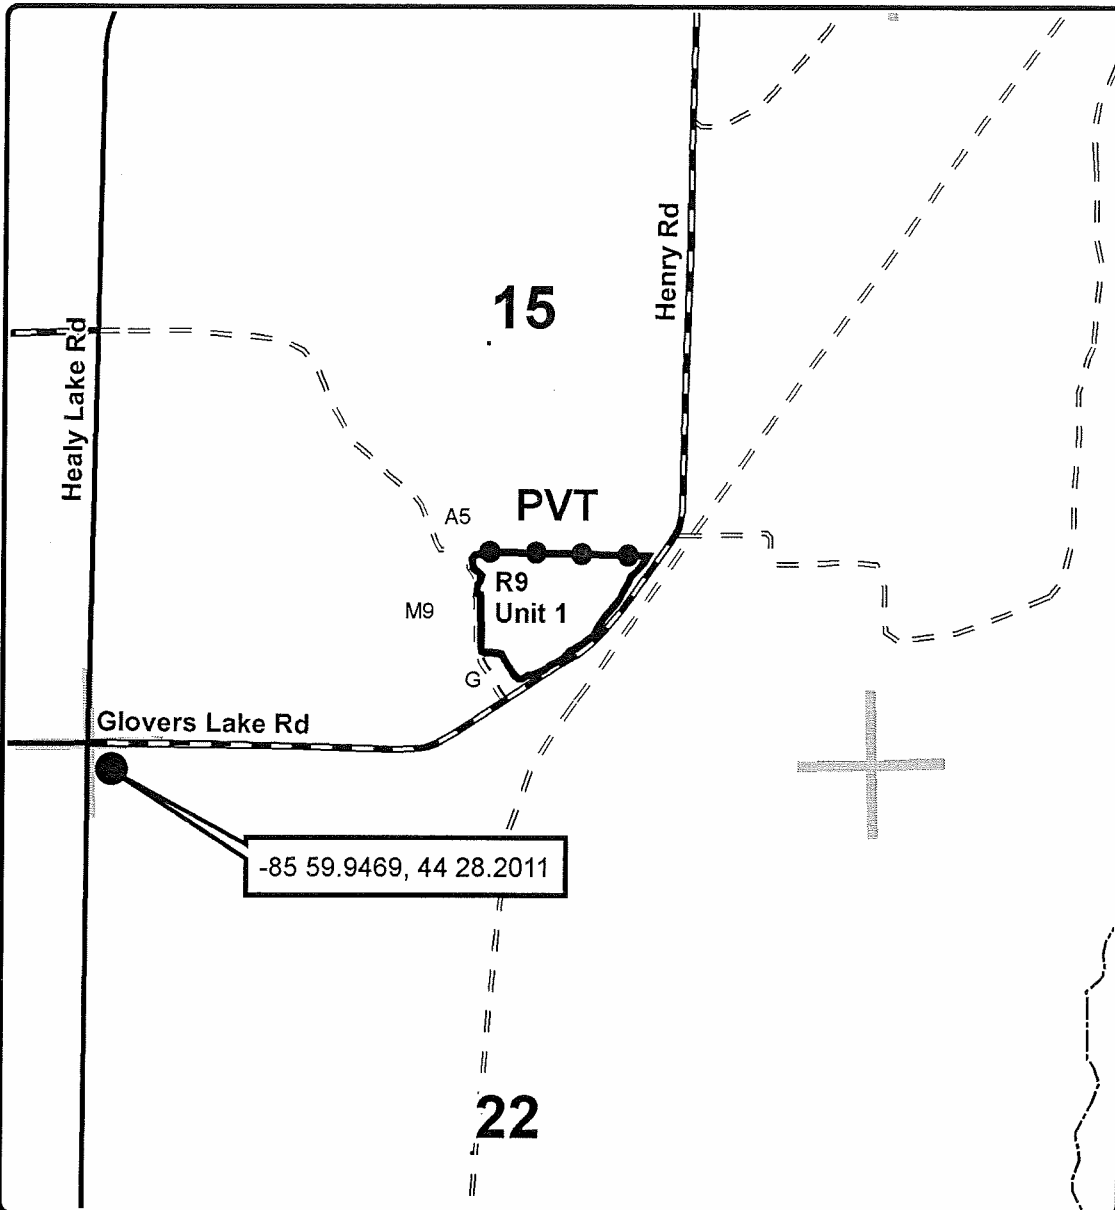 15
Henry Rd
Healy Lake Rd
PVT
A5
R9
Unit 1
M9
G
Glovers Lake Rd
-85 59.9469, 44 28.2011
22